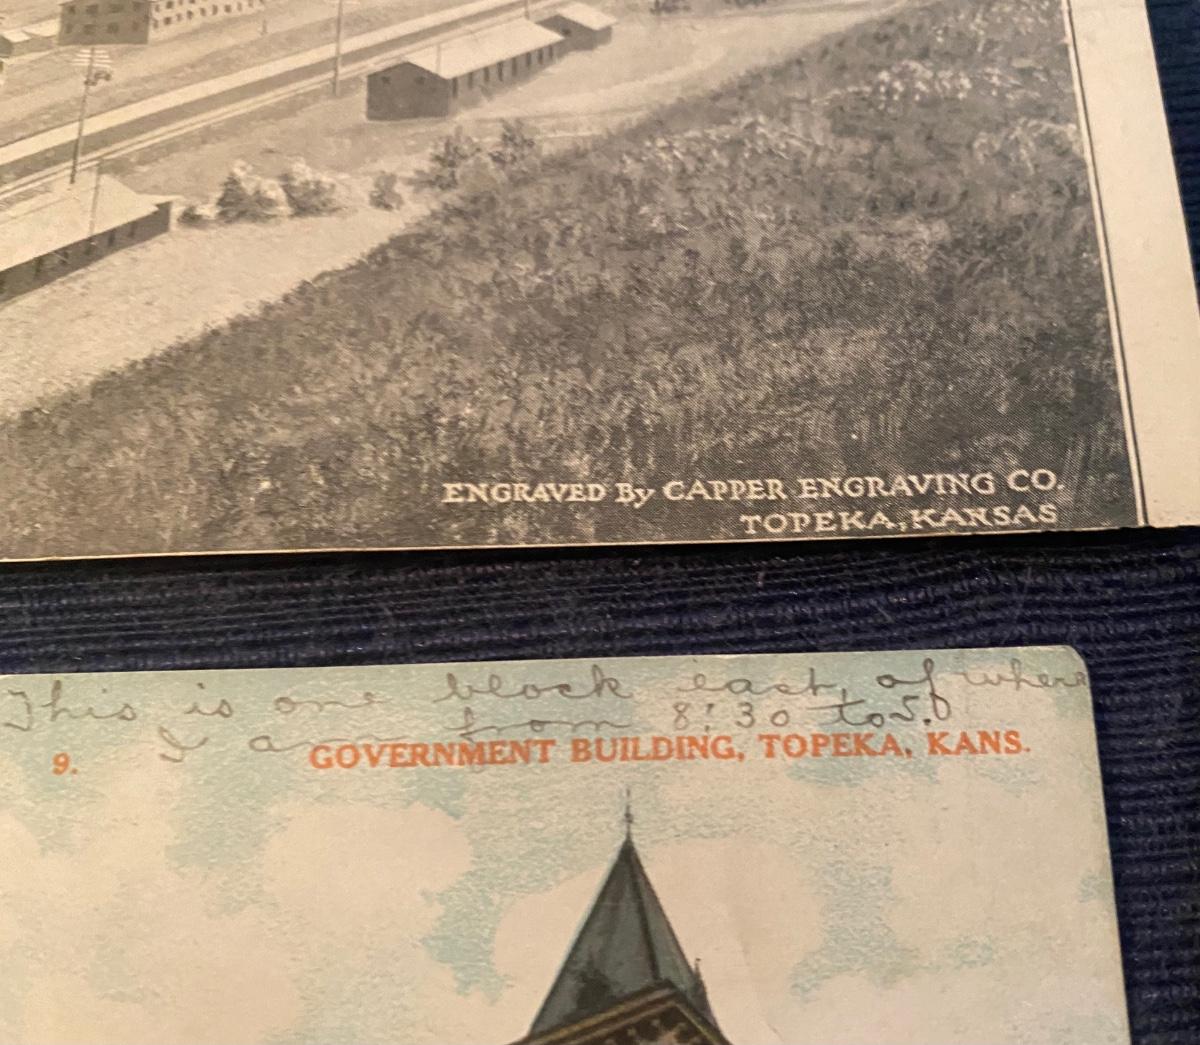 ENGRAVED By CAPPER ENGRAVING CO.
TOPEKA, KANSAS
This is one block east, of where
I am from 8:30 to 5.0
9. GOVERNMENT BUILDING, TOPEKA, KANS.